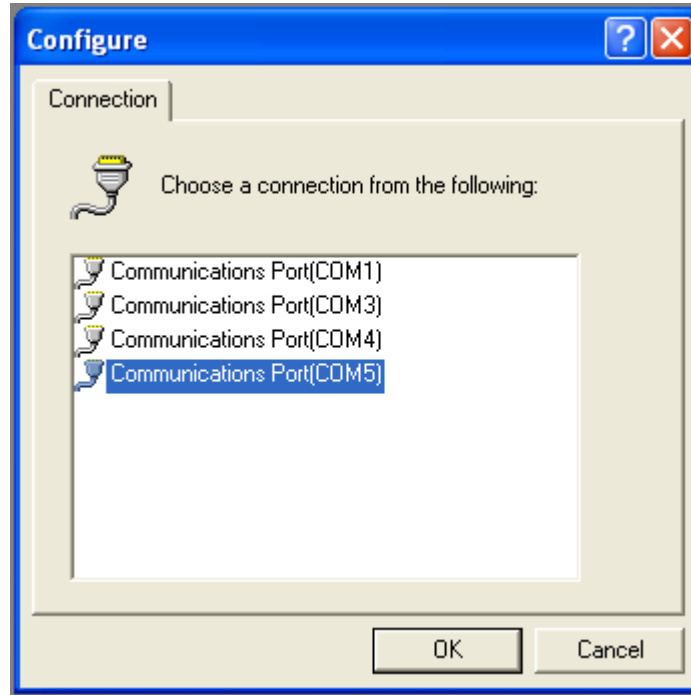 Configure
Connection
Choose a connection from the following:
Communications Port(COM1)
Communications Port(COM3)
Communications Port(COM4)
Communications Port(COM5)
OK Cancel